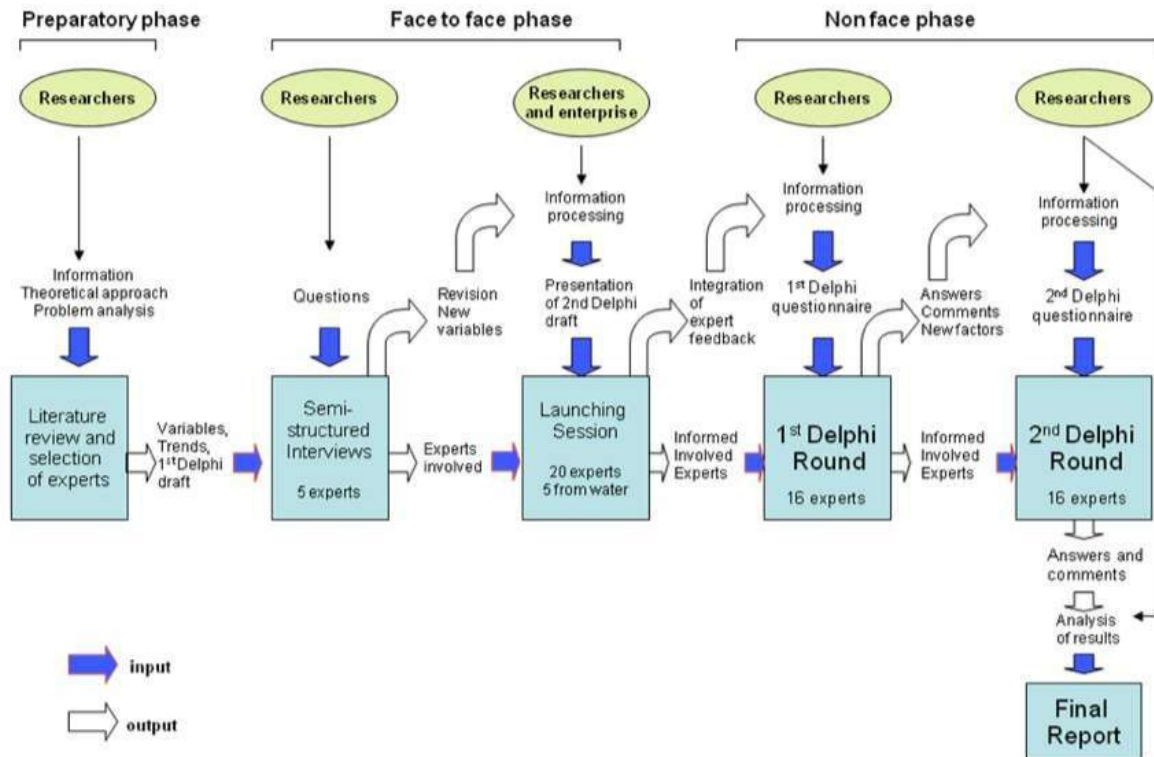 Preparatory phase
Face to face phase
Non face phase
Researchers
Researchers
Researchers
and enterprise
Researchers
Researchers
Information
Theoretical approach
Problem analysis
Questions
Revision
New
variables
Information
processing
Presentation
of 2nd Delphi
draft
Integration
of
expert
feedback
Information
processing
1st Delphi
questionnaire
Answers
Comments
New factors
Information
processing
2nd Delphi
questionnaire
Literature
review and
selection
of experts
Variables,
Trends,
1st Delphi
draft
Semi-
structured
Interviews
5 experts
Experts
involved
Launching
Session
20 experts
5 from water
Informed
Involved
Experts
1st Delphi
Round
16 experts
Informed
Involved
Experts
2nd Delphi
Round
16 experts
Answers and
comments
Analysis
of results
Final
Report
input
output